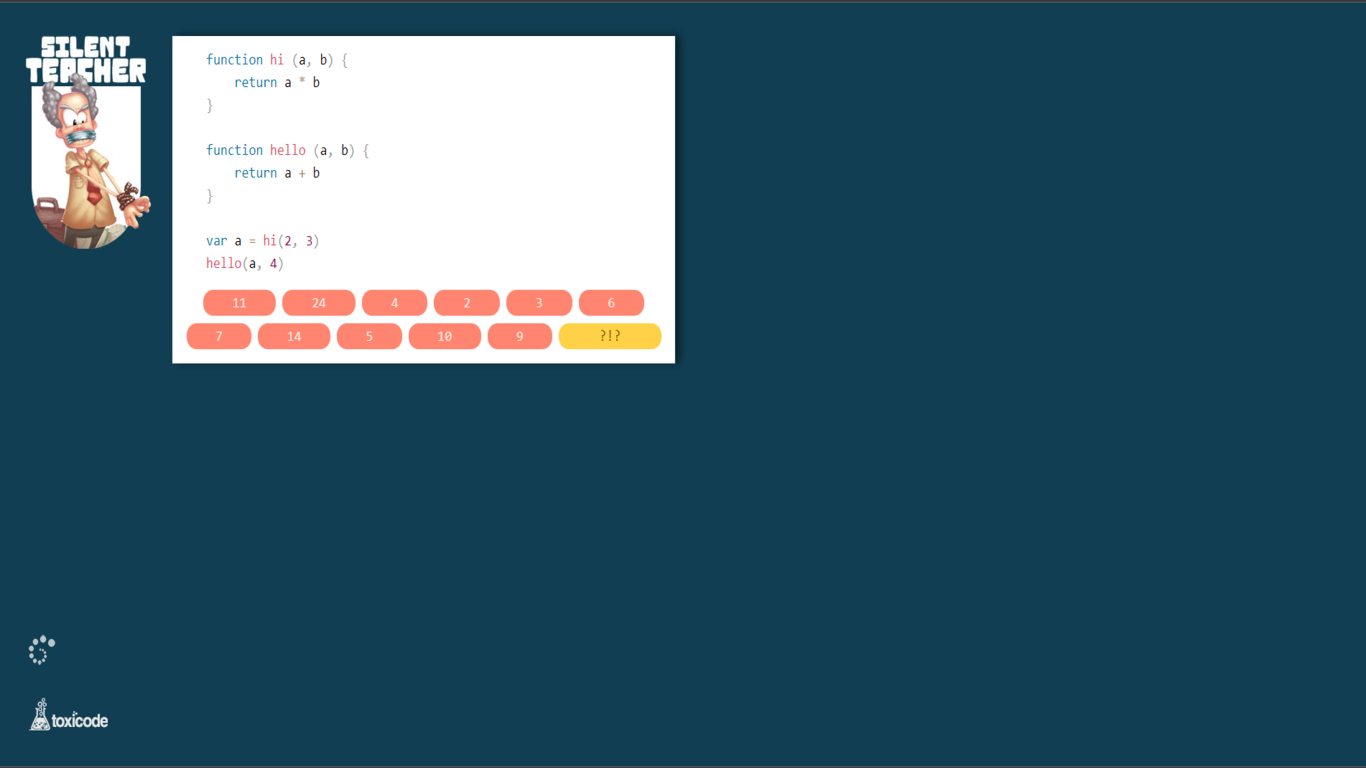 SILENT
TEACHER
function hi (a, b) {
    return a * b
}
function hello (a, b) {
    return a + b
}
var a = hi(2, 3)
hello(a, 4)
11 24 4 2 3 6
7 14 5 10 9 ?!?
toxicode